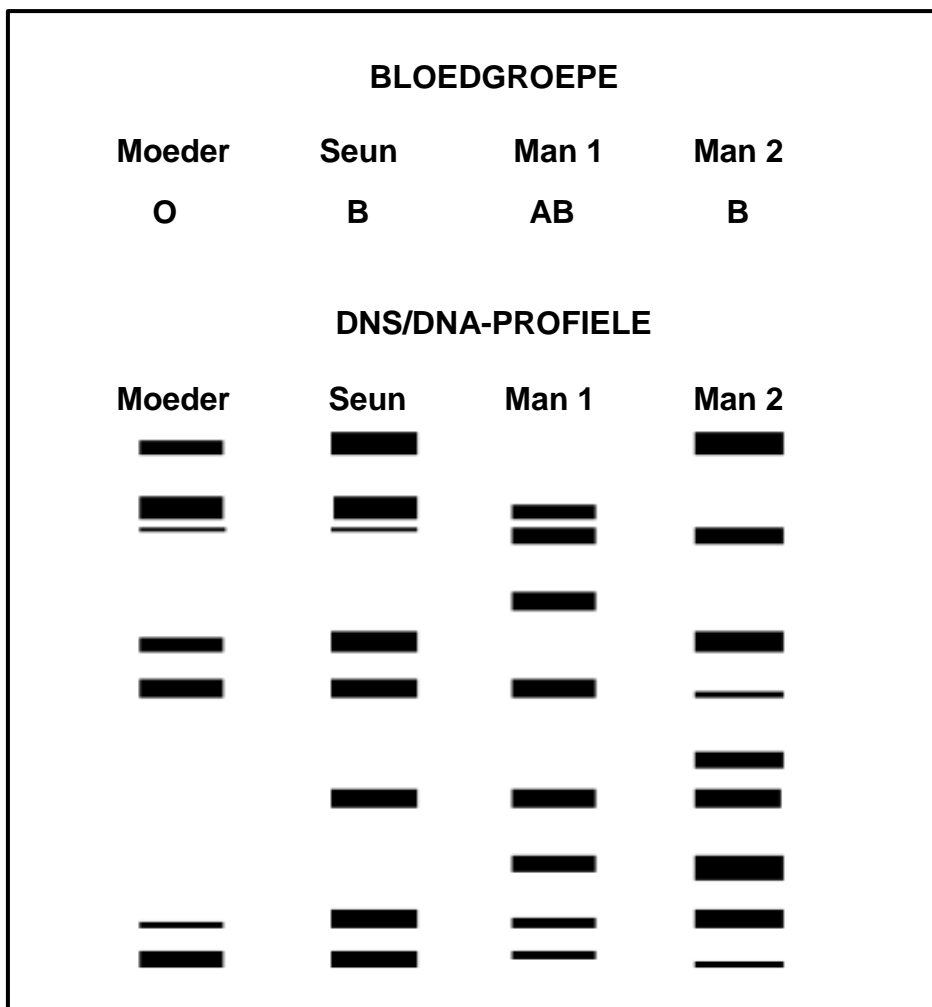 BLOEDGROEPE
Moeder Seun Man 1 Man 2
O B AB B
DNS/DNA-PROFIELE
Moeder Seun Man 1 Man 2